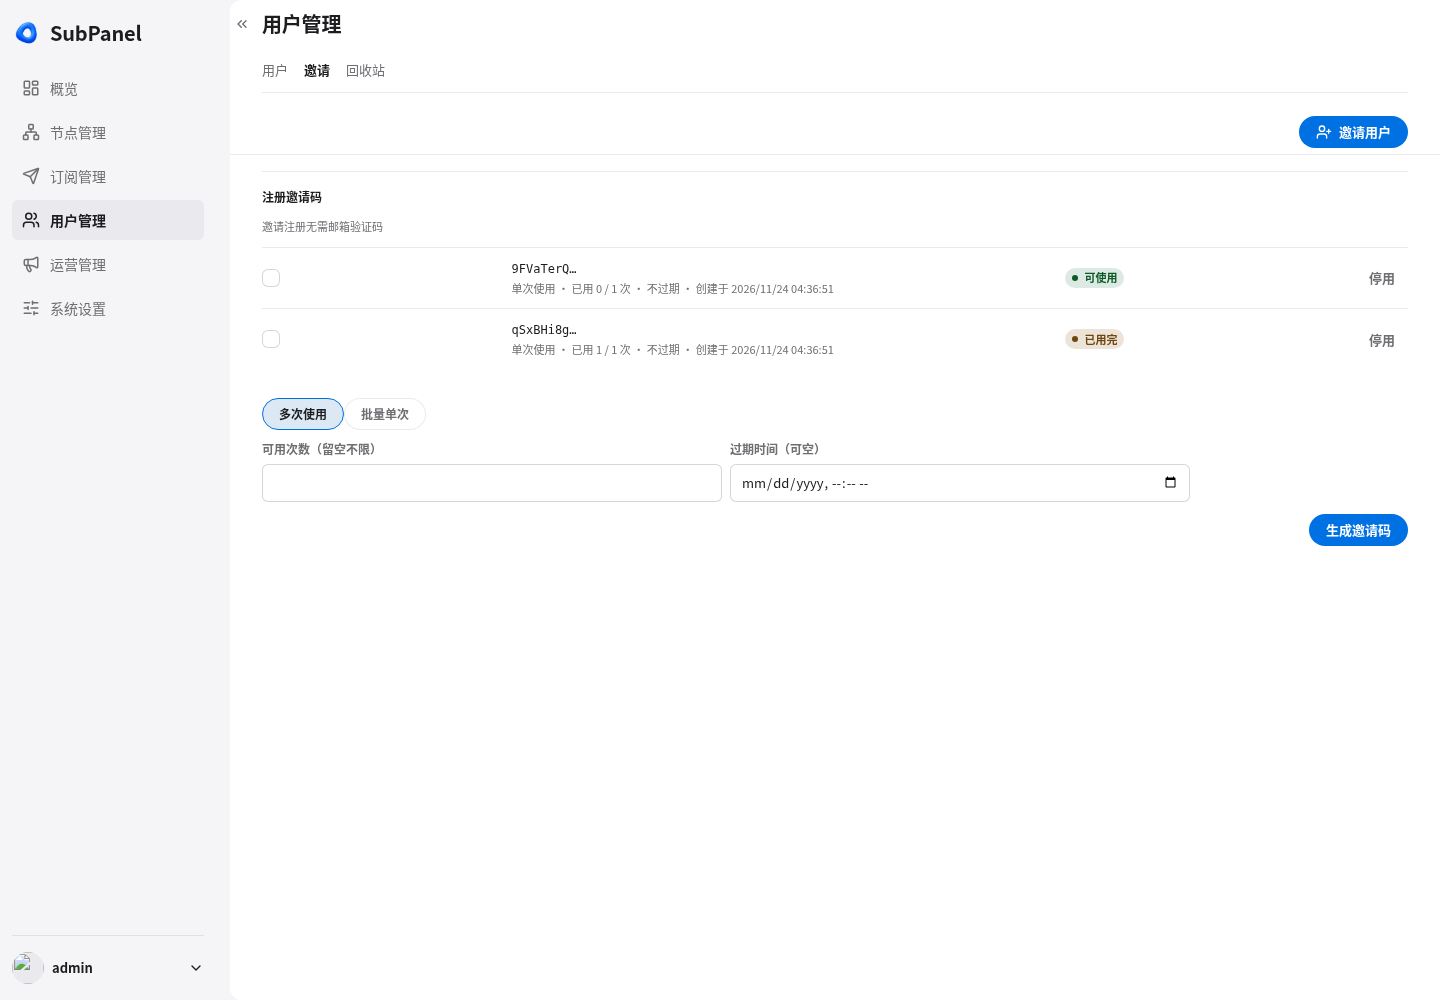 SubPanel
概览
节点管理
订阅管理
用户管理
运营管理
系统设置
admin
用户管理
用户 邀请 回收站
邀请用户
注册邀请码
邀请注册无需邮箱验证码
9FVaTerQ…
单次使用 · 已用 0 / 1 次 · 不过期 · 创建于 2026/11/24 04:36:51
可使用
停用
qSxBHi8g…
单次使用 · 已用 1 / 1 次 · 不过期 · 创建于 2026/11/24 04:36:51
已用完
停用
多次使用 批量单次
可用次数（留空不限）
过期时间（可空）
mm/dd/yyyy, --:-- --
生成邀请码